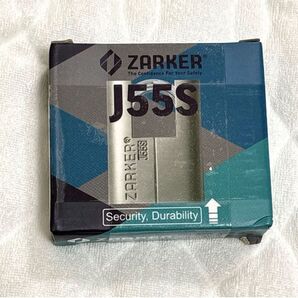 ZARKER®
The Confidence For Your Safety
J55S
ZARKER®
J55S
Security, Durability